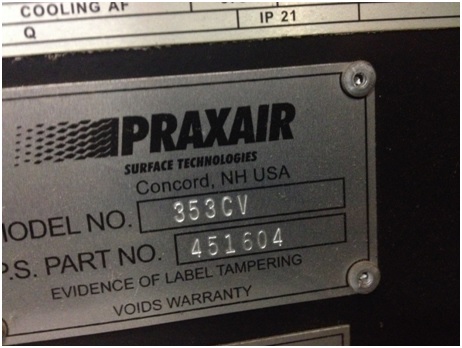 COOLING AF
Q
IP 21
PRAXAIR
SURFACE TECHNOLOGIES
Concord, NH USA
MODEL NO. 353CV
P.S. PART NO. 451604
EVIDENCE OF LABEL TAMPERING
VOIDS WARRANTY